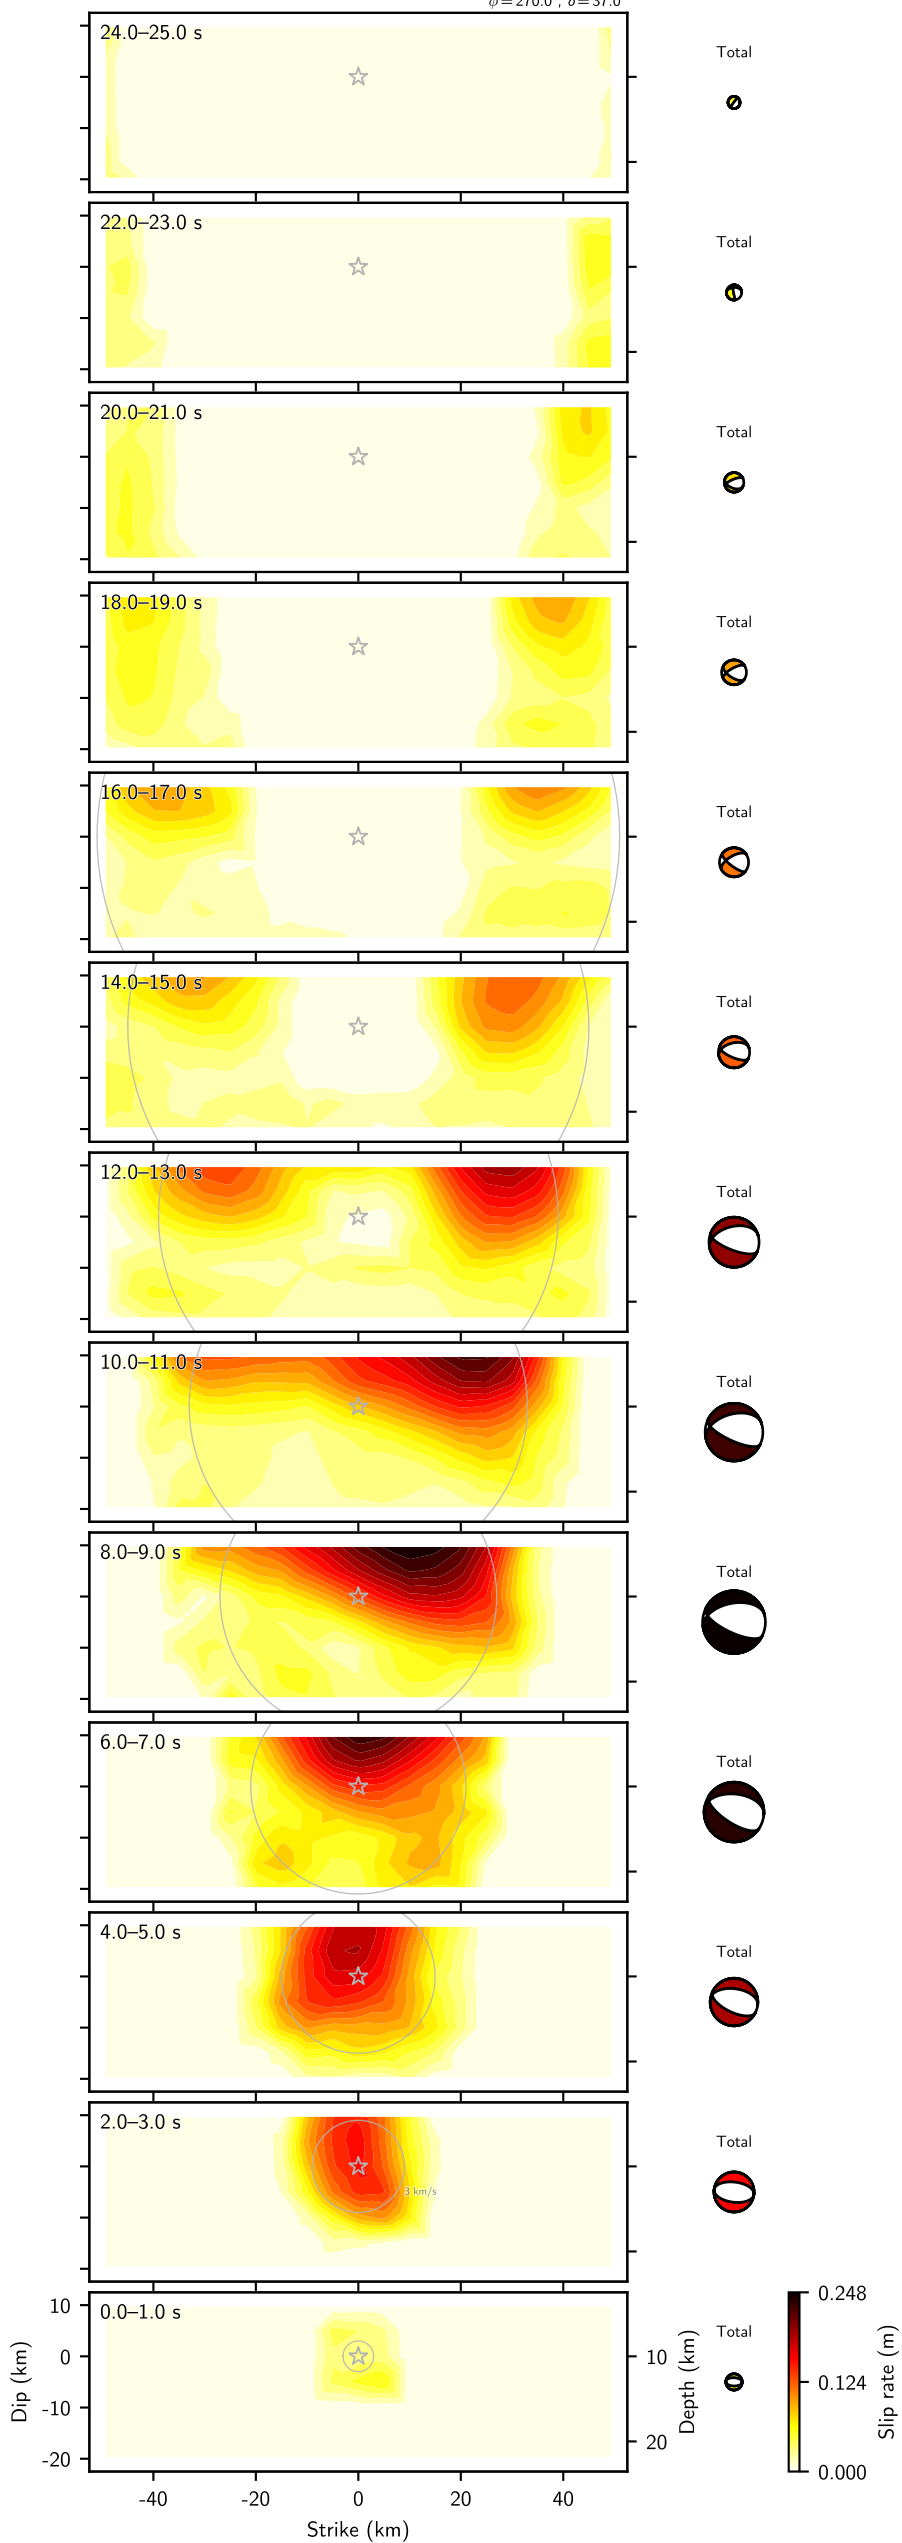 ϕ = 270.0°, δ = 37.0°
24.0–25.0 s
Total
22.0–23.0 s
Total
20.0–21.0 s
Total
18.0–19.0 s
Total
16.0–17.0 s
Total
14.0–15.0 s
Total
12.0–13.0 s
Total
10.0–11.0 s
Total
8.0–9.0 s
Total
6.0–7.0 s
Total
4.0–5.0 s
Total
2.0–3.0 s
Total
3 km/s
0.0–1.0 s
Total
10
0
-10
-20
Dip (km)
10
20
Depth (km)
0.248
0.124
0.000
Slip rate (m)
-40 -20 0 20 40
Strike (km)